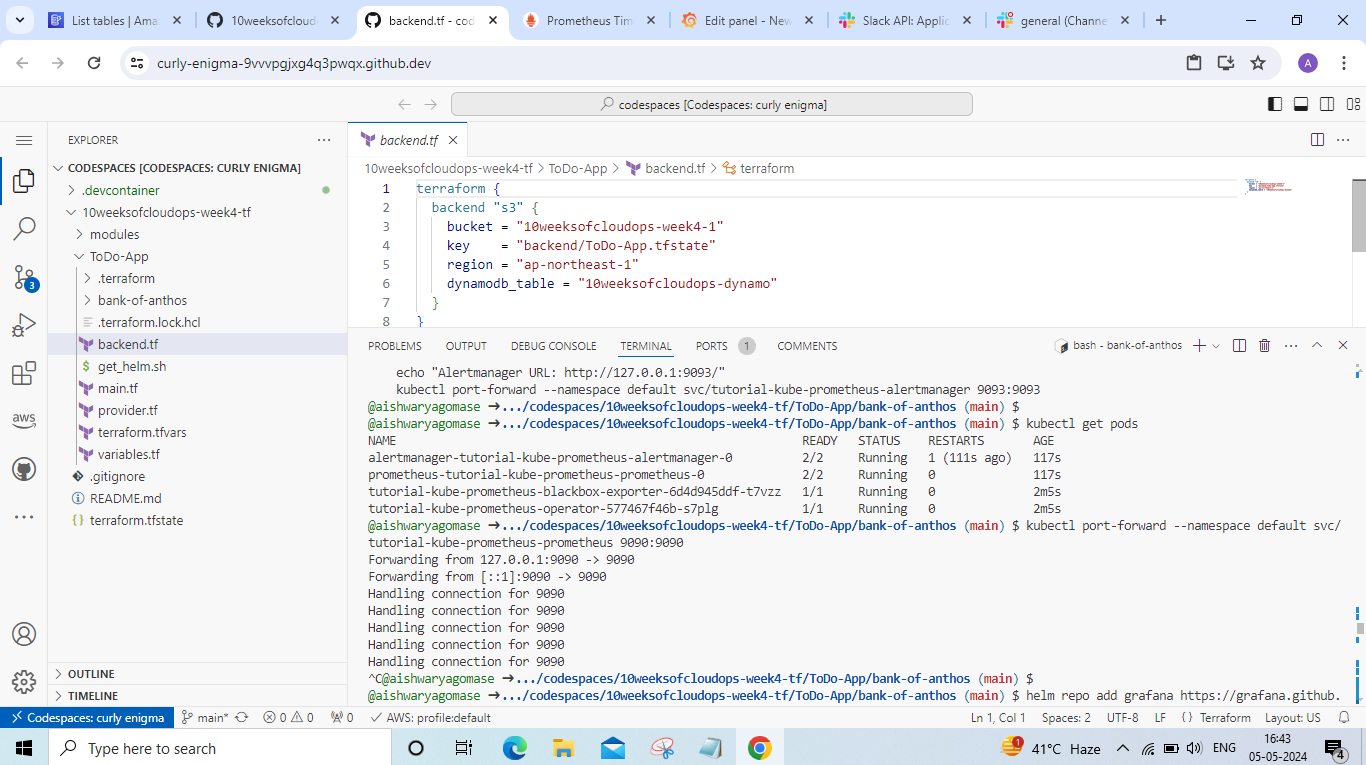 List tables | Ama
10weeksofcloud
backend.tf - cod
Prometheus Tim
Edit panel - New
Slack API: Applic
general (Channe
curly-enigma-9vvvpgjxg4q3pwqx.github.dev
A
codespaces [Codespaces: curly enigma]
EXPLORER
backend.tf
CODESPACES [CODESPACES: CURLY ENIGMA]
10weeksofcloudops-week4-tf > ToDo-App > backend.tf > terraform
.devcontainer
10weeksofcloudops-week4-tf
modules
ToDo-App
.terraform
bank-of-anthos
.terraform.lock.hcl
backend.tf
get_helm.sh
main.tf
provider.tf
terraform.tfvars
variables.tf
.gitignore
README.md
terraform.tfstate
OUTLINE
TIMELINE
3
aws
1 terraform {
2 backend "s3" {
3 bucket = "10weeksofcloudops-week4-1"
4 key    = "backend/ToDo-App.tfstate"
5 region = "ap-northeast-1"
6 dynamodb_table = "10weeksofcloudops-dynamo"
7 }
8 }
PROBLEMS OUTPUT DEBUG CONSOLE TERMINAL PORTS 1 COMMENTS
bash - bank-of-anthos
echo "Alertmanager URL: http://127.0.0.1:9093/"
kubectl port-forward --namespace default svc/tutorial-kube-prometheus-alertmanager 9093:9093
@aishwaryagomase ➜.../codespaces/10weeksofcloudops-week4-tf/ToDo-App/bank-of-anthos (main) $
@aishwaryagomase ➜.../codespaces/10weeksofcloudops-week4-tf/ToDo-App/bank-of-anthos (main) $ kubectl get pods
NAME READY STATUS RESTARTS AGE
alertmanager-tutorial-kube-prometheus-alertmanager-0 2/2 Running 1 (111s ago) 117s
prometheus-tutorial-kube-prometheus-prometheus-0 2/2 Running 0 117s
tutorial-kube-prometheus-blackbox-exporter-6d4d945ddf-t7vzz 1/1 Running 0 2m5s
tutorial-kube-prometheus-operator-577467f46b-s7plg 1/1 Running 0 2m5s
@aishwaryagomase ➜.../codespaces/10weeksofcloudops-week4-tf/ToDo-App/bank-of-anthos (main) $ kubectl port-forward --namespace default svc/
tutorial-kube-prometheus-prometheus 9090:9090
Forwarding from 127.0.0.1:9090 -> 9090
Forwarding from [::1]:9090 -> 9090
Handling connection for 9090
Handling connection for 9090
Handling connection for 9090
Handling connection for 9090
Handling connection for 9090
^C@aishwaryagomase ➜.../codespaces/10weeksofcloudops-week4-tf/ToDo-App/bank-of-anthos (main) $
@aishwaryagomase ➜.../codespaces/10weeksofcloudops-week4-tf/ToDo-App/bank-of-anthos (main) $ helm repo add grafana https://grafana.github.
Codespaces: curly enigma main* 0 0 0 AWS: profile:default Ln 1, Col 1 Spaces: 2 UTF-8 LF {} Terraform Layout: US
Type here to search
1
41°C Haze
ENG
16:43
05-05-2024
4